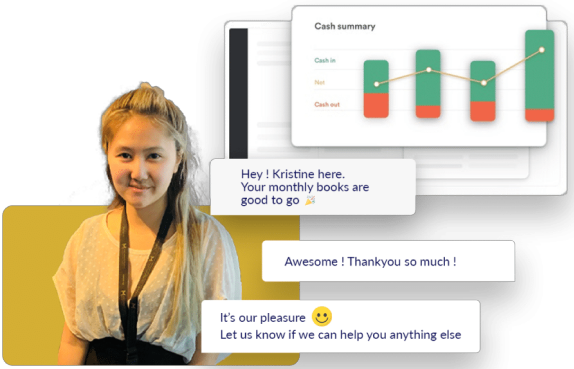 Cash summary
Cash in
Net
Cash out
Hey ! Kristine here.
Your monthly books are
good to go 🎉
Awesome ! Thankyou so much !
It's our pleasure 🙂
Let us know if we can help you anything else